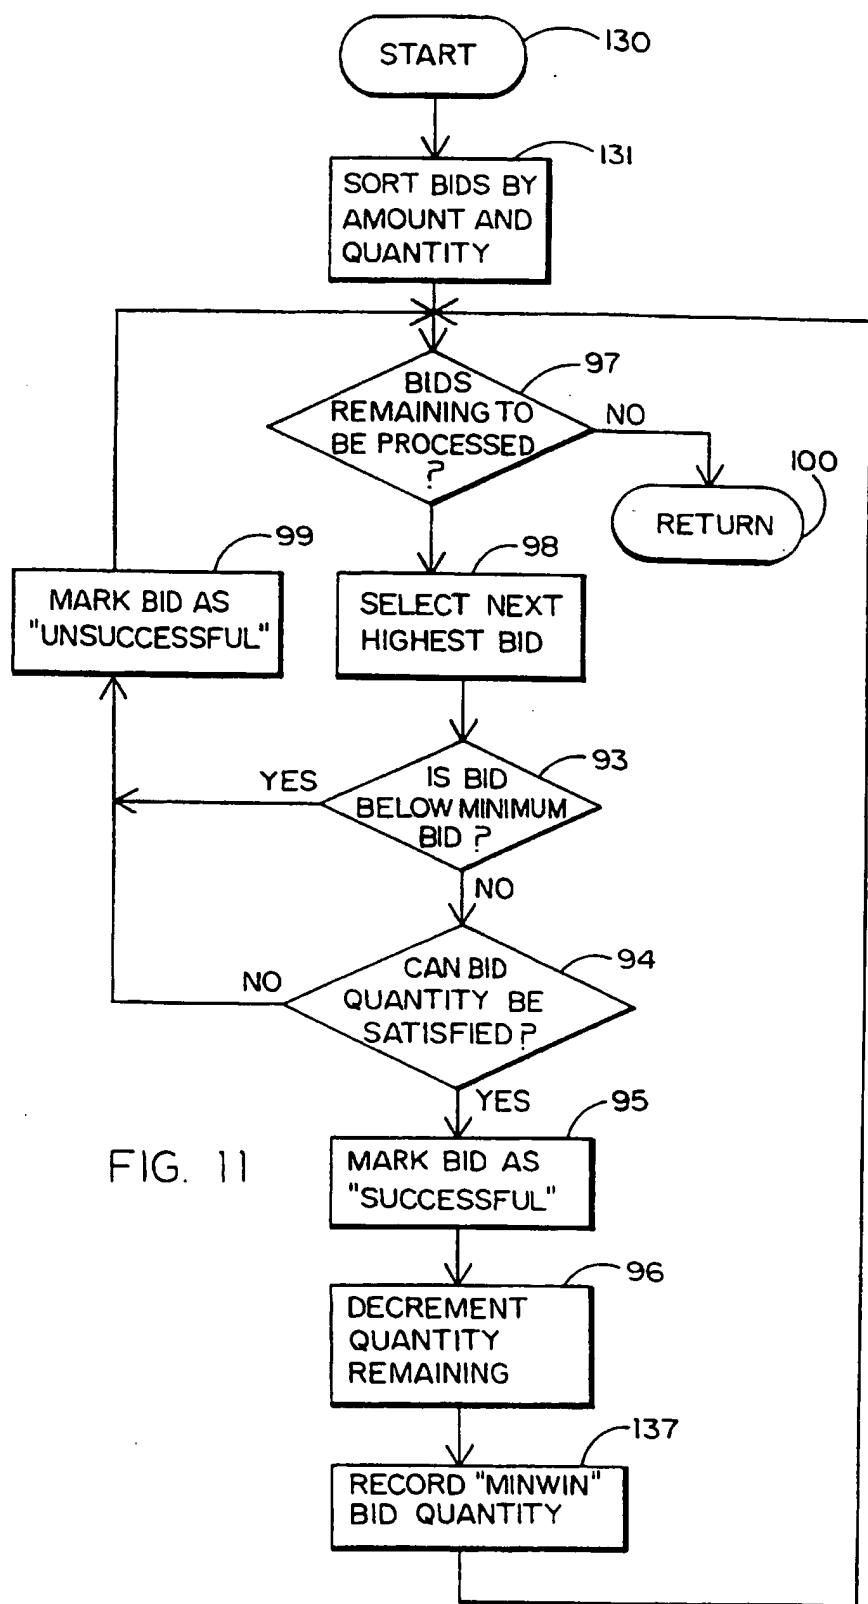 START
130
131
SORT BIDS BY
AMOUNT AND
QUANTITY
97
BIDS
REMAINING TO
BE PROCESSED
?
NO
100
RETURN
99
MARK BID AS
"UNSUCCESSFUL"
98
SELECT NEXT
HIGHEST BID
93
YES
IS BID
BELOW MINIMUM
BID ?
NO
94
NO
CAN BID
QUANTITY BE
SATISFIED ?
YES
95
MARK BID AS
"SUCCESSFUL"
FIG. 11
96
DECREMENT
QUANTITY
REMAINING
137
RECORD "MINWIN"
BID QUANTITY